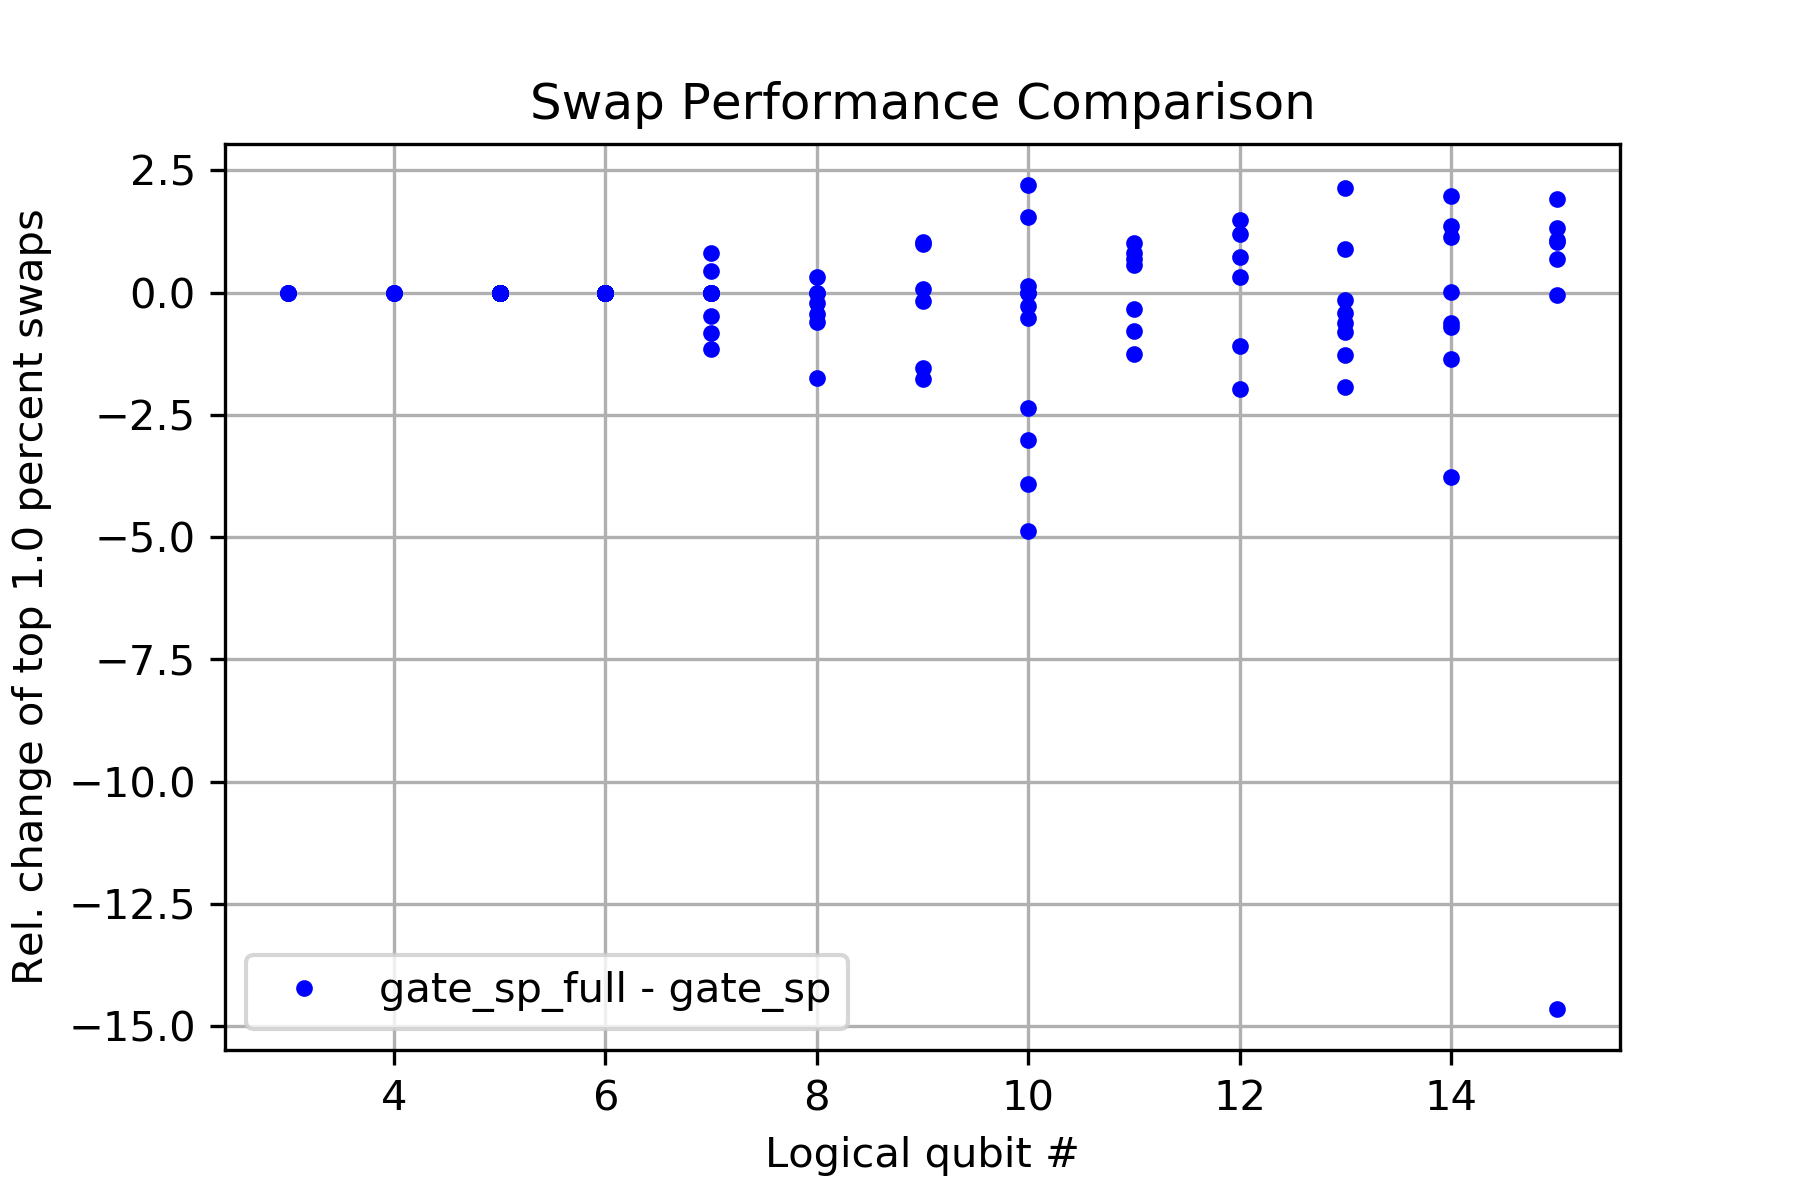 Swap Performance Comparison
Rel. change of top 1.0 percent swaps
2.5
0.0
−2.5
−5.0
−7.5
−10.0
−12.5
−15.0
gate_sp_full - gate_sp
4 6 8 10 12 14
Logical qubit #